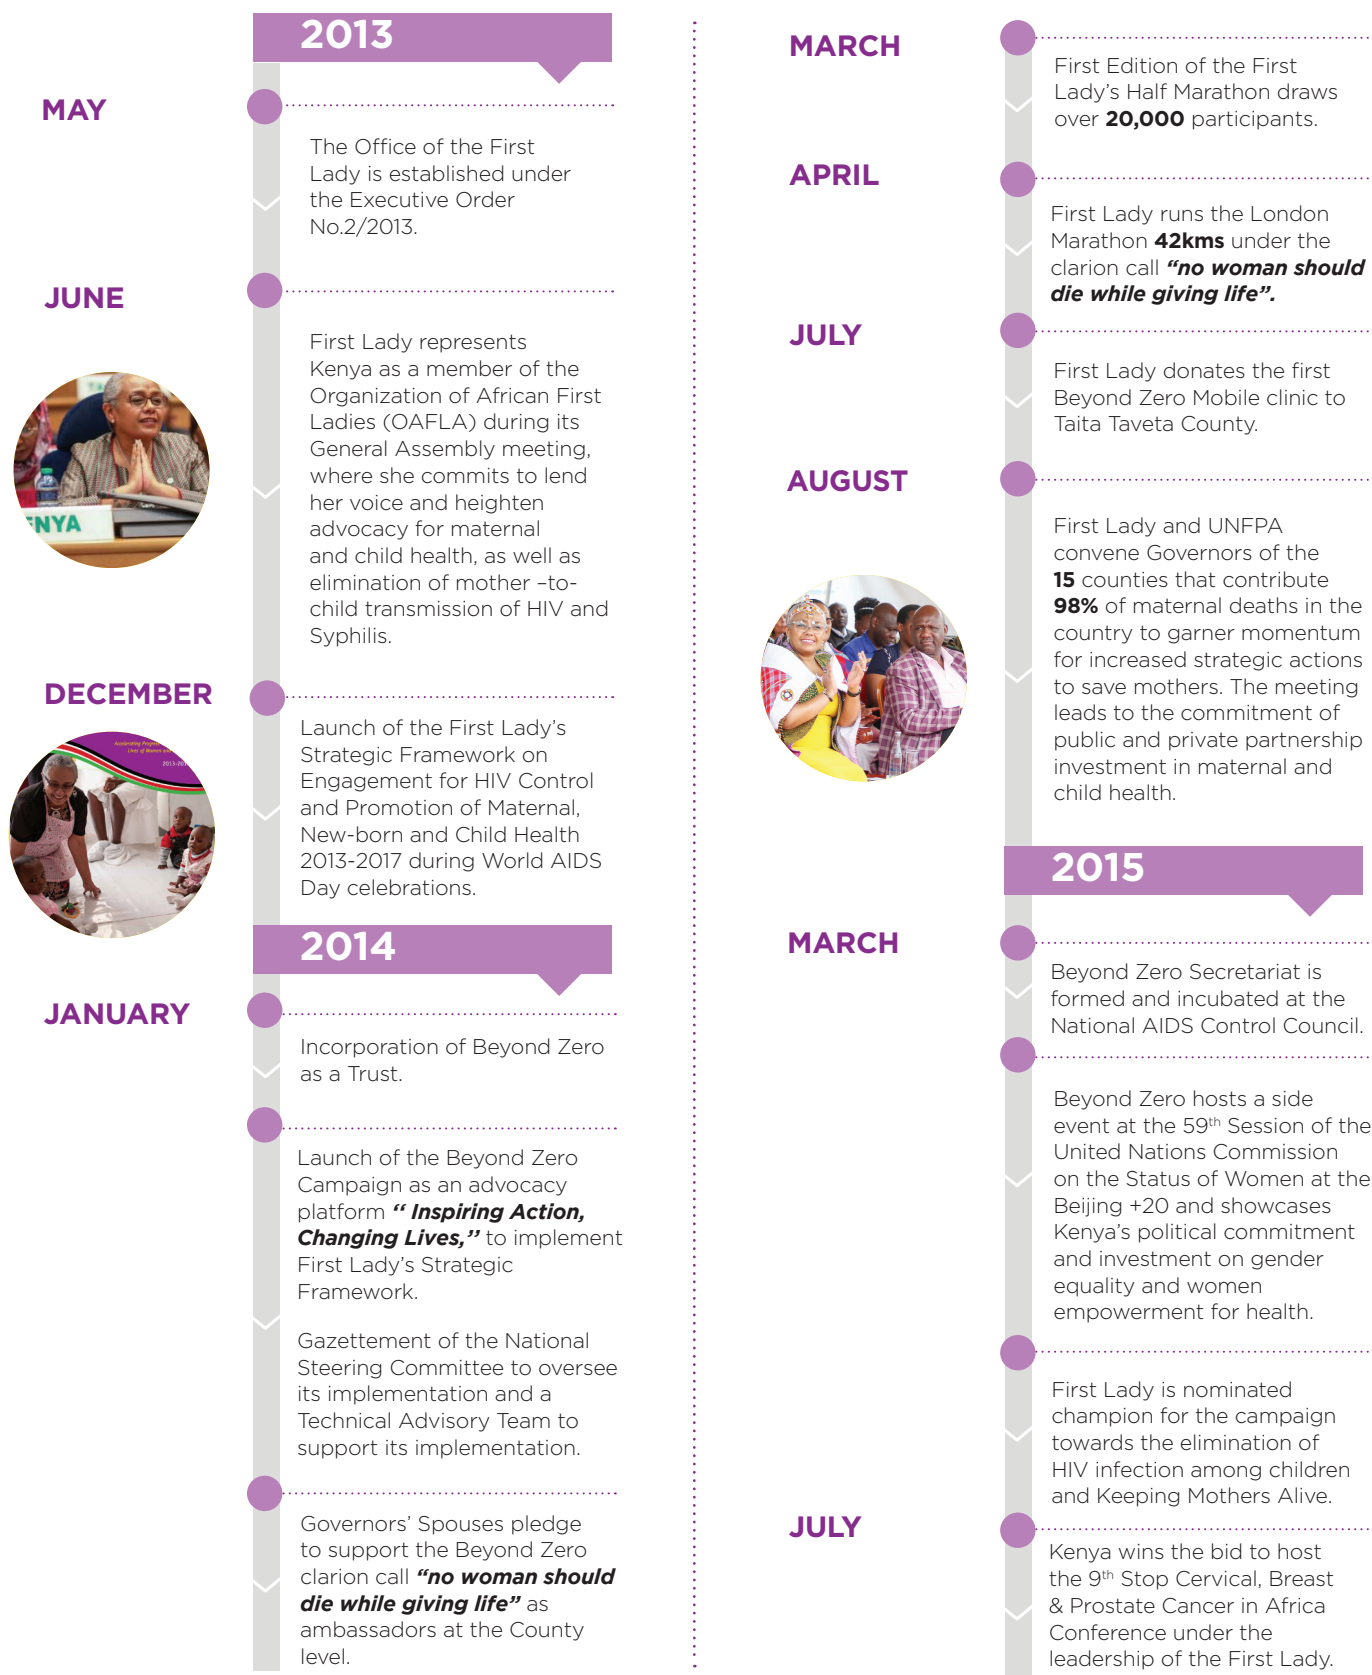 2013
MAY
The Office of the First
Lady is established under
the Executive Order
No.2/2013.
JUNE
First Lady represents
Kenya as a member of the
Organization of African First
Ladies (OAFLA) during its
General Assembly meeting,
where she commits to lend
her voice and heighten
advocacy for maternal
and child health, as well as
elimination of mother –to-
child transmission of HIV and
Syphilis.
ENYA
DECEMBER
Launch of the First Lady’s
Strategic Framework on
Engagement for HIV Control
and Promotion of Maternal,
New-born and Child Health
2013-2017 during World AIDS
Day celebrations.
2014
JANUARY
Incorporation of Beyond Zero
as a Trust.
Launch of the Beyond Zero
Campaign as an advocacy
platform ‘‘ Inspiring Action,
Changing Lives,’’ to implement
First Lady’s Strategic
Framework.
Gazettement of the National
Steering Committee to oversee
its implementation and a
Technical Advisory Team to
support its implementation.
Governors’ Spouses pledge
to support the Beyond Zero
clarion call “no woman should
die while giving life” as
ambassadors at the County
level.
MARCH
First Edition of the First
Lady’s Half Marathon draws
over 20,000 participants.
APRIL
First Lady runs the London
Marathon 42kms under the
clarion call “no woman should
die while giving life”.
JULY
First Lady donates the first
Beyond Zero Mobile clinic to
Taita Taveta County.
AUGUST
First Lady and UNFPA
convene Governors of the
15 counties that contribute
98% of maternal deaths in the
country to garner momentum
for increased strategic actions
to save mothers. The meeting
leads to the commitment of
public and private partnership
investment in maternal and
child health.
2015
MARCH
Beyond Zero Secretariat is
formed and incubated at the
National AIDS Control Council.
Beyond Zero hosts a side
event at the 59th Session of the
United Nations Commission
on the Status of Women at the
Beijing +20 and showcases
Kenya’s political commitment
and investment on gender
equality and women
empowerment for health.
First Lady is nominated
champion for the campaign
towards the elimination of
HIV infection among children
and Keeping Mothers Alive.
JULY
Kenya wins the bid to host
the 9th Stop Cervical, Breast
& Prostate Cancer in Africa
Conference under the
leadership of the First Lady.